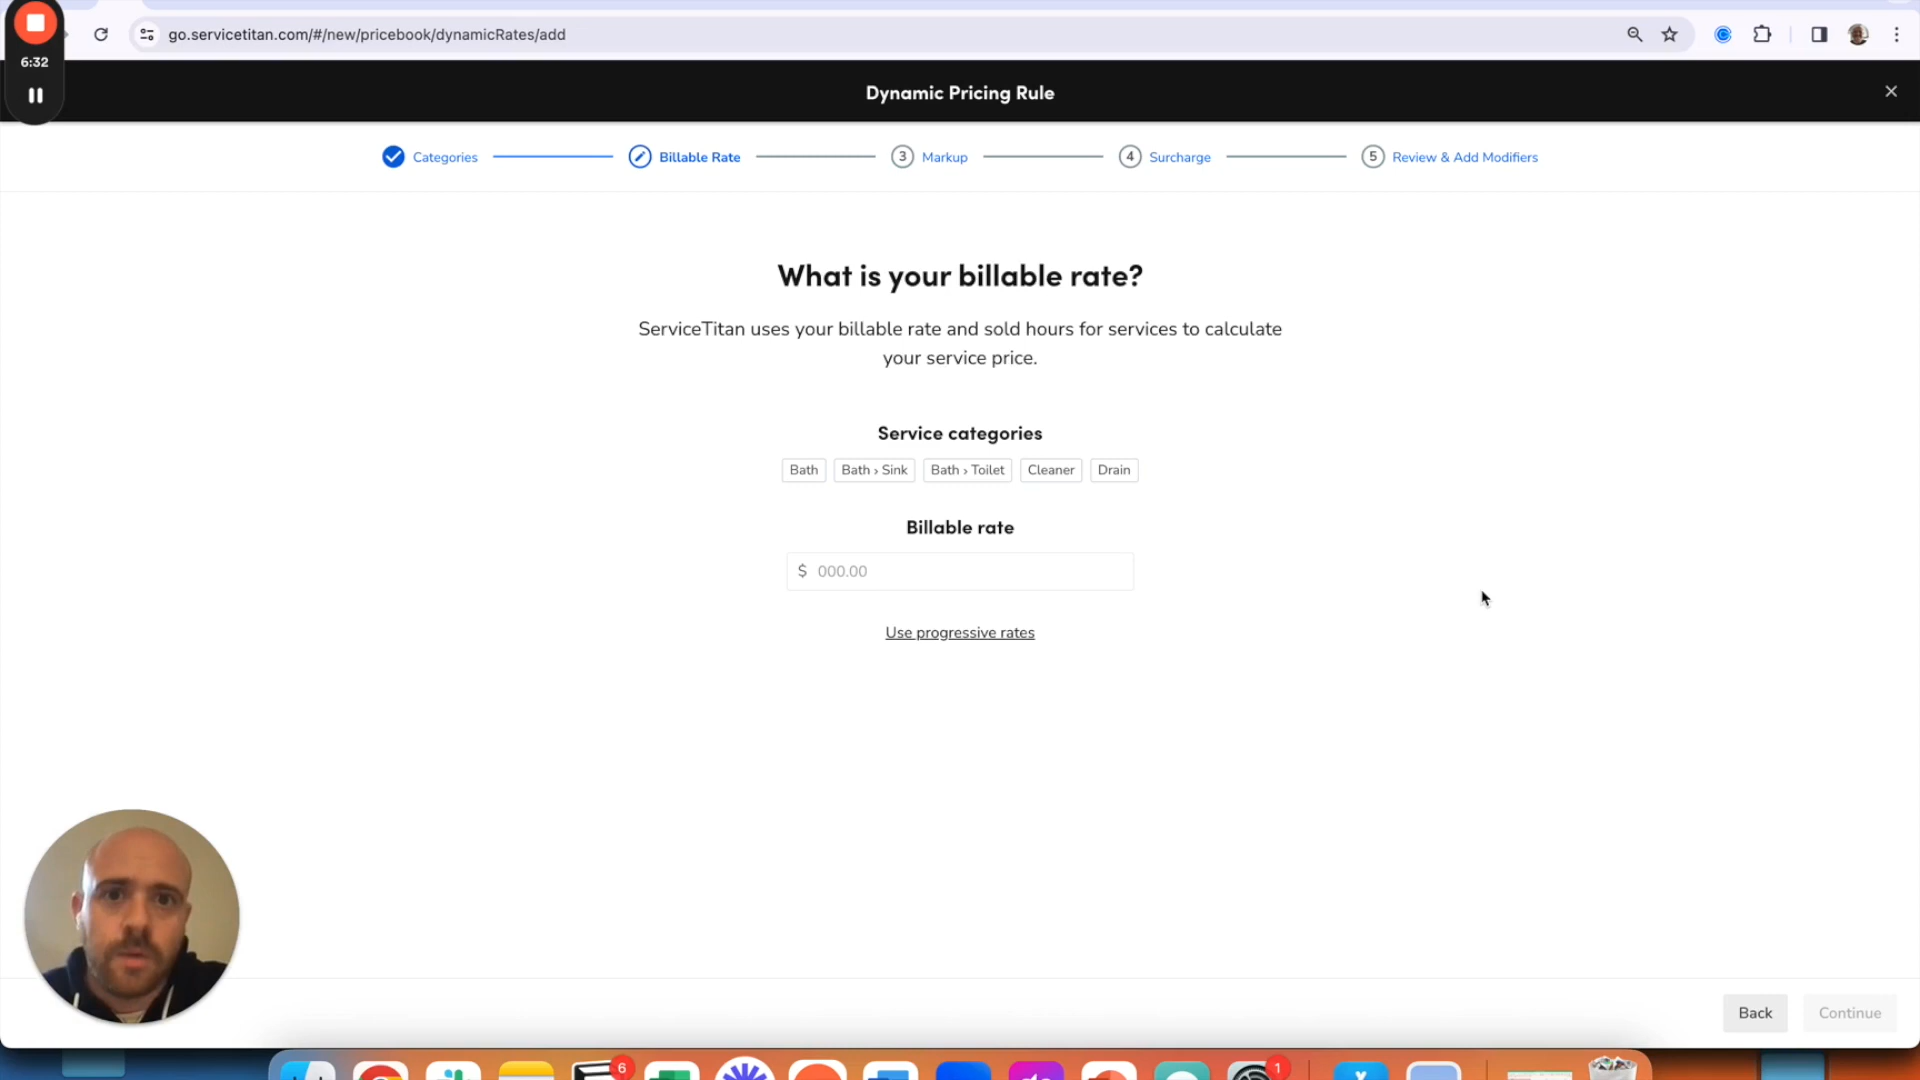 6:32
go.servicetitan.com/#/new/pricebook/dynamicRates/add
Dynamic Pricing Rule
Categories
Billable Rate
3 Markup
4 Surcharge
5 Review & Add Modifiers
What is your billable rate?
ServiceTitan uses your billable rate and sold hours for services to calculate
your service price.
Service categories
Bath
Bath › Sink
Bath › Toilet
Cleaner
Drain
Billable rate
$ 000.00
Use progressive rates
Back
Continue
6
1